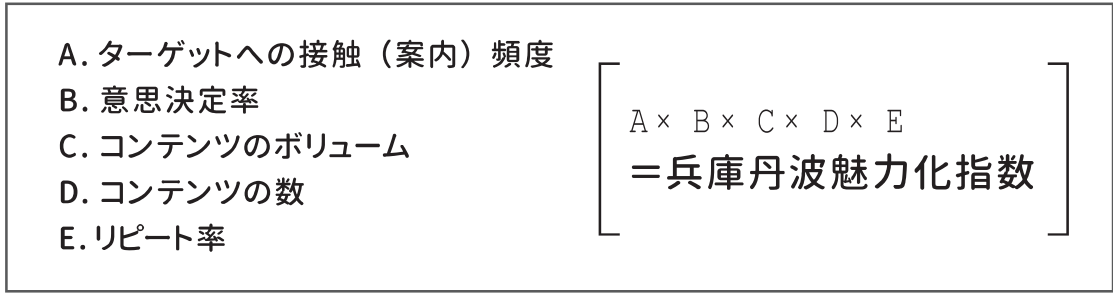 A. ターゲットへの接触（案内）頻度
B. 意思決定率
C. コンテンツのボリューム
D. コンテンツの数
E. リピート率
A× B× C× D× E
＝兵庫丹波魅力化指数